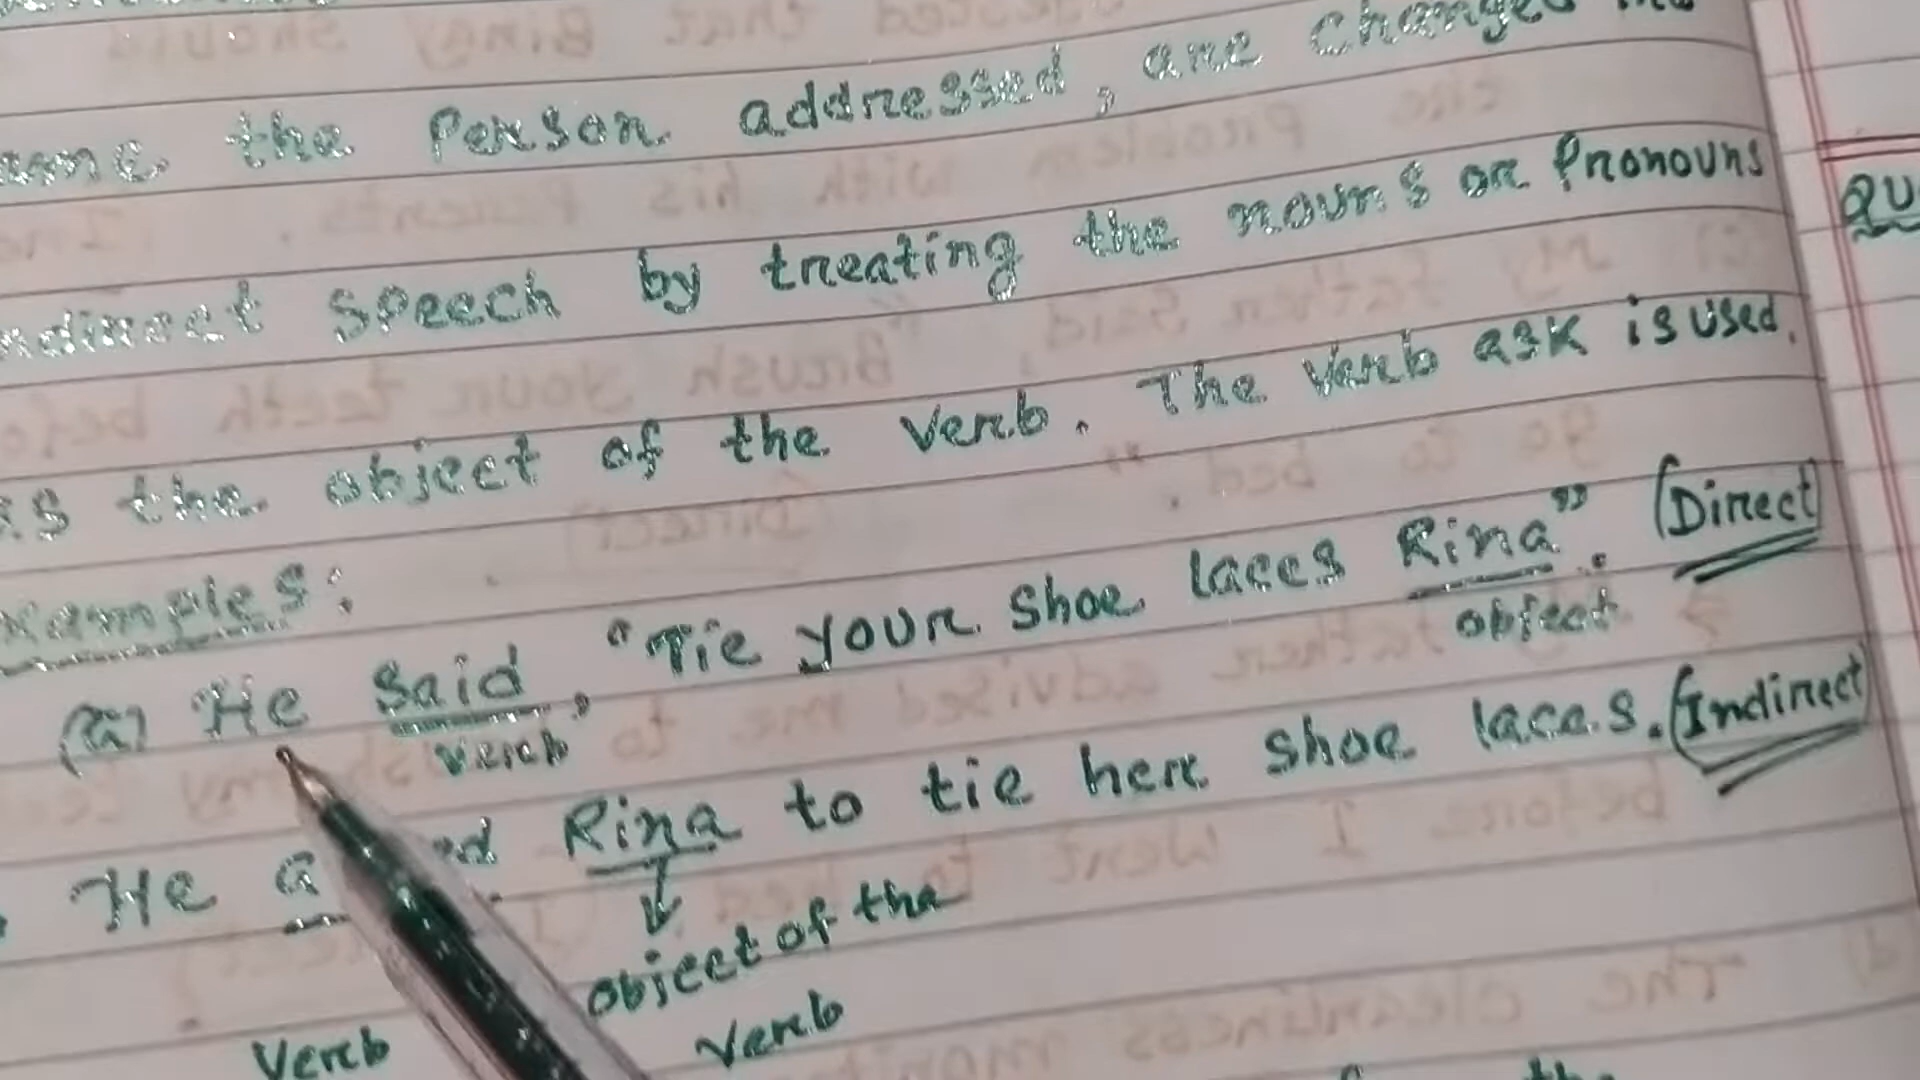 the Person addressed, are changed
speech by treating the nouns or Pronouns
the object of the verb. The verb ask is used.
Examples:
(a) He said, "Tie your shoe laces Rina". (Direct)
verb object
He Rina to tie her shoe laces. (Indirect)
object of the
Verb verb